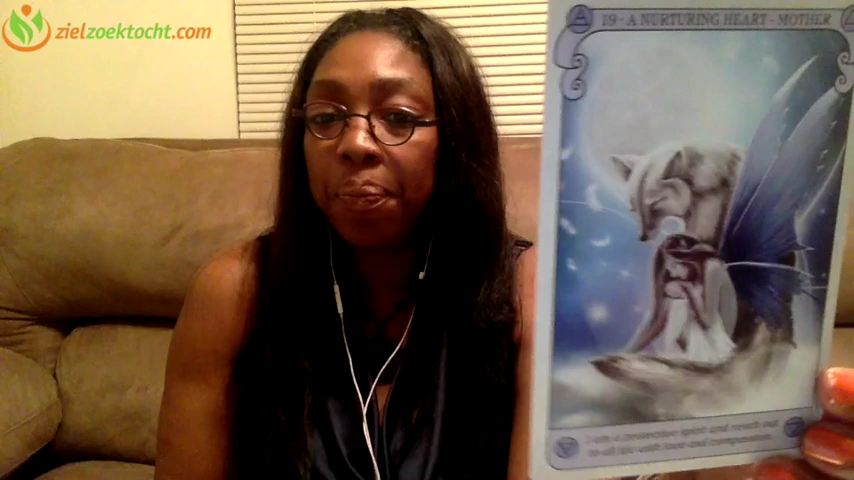 zielzoektocht.com
19 - A NURTURING HEART - MOTHER
I am a protective spirit and reach out
to all life with love and compassion.